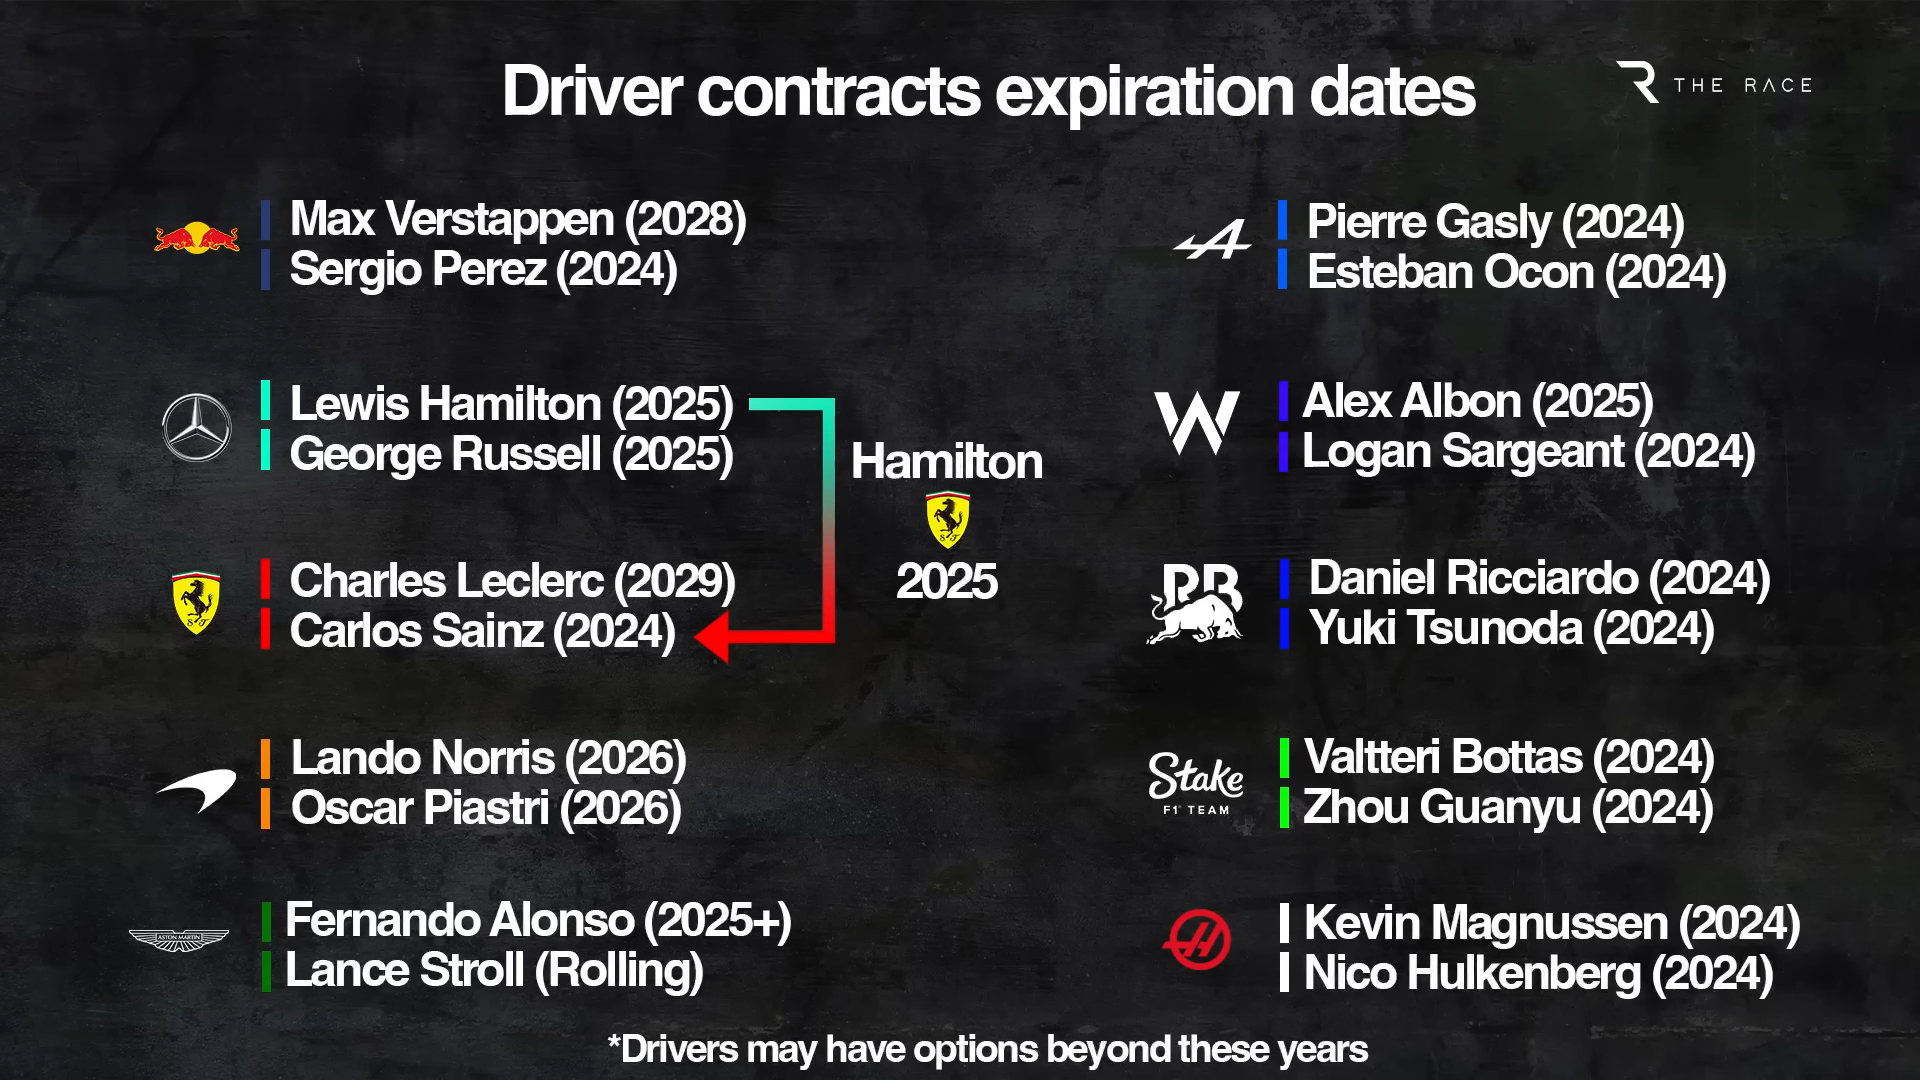 Driver contracts expiration dates
THE RACE
Max Verstappen (2028)
Sergio Perez (2024)
Lewis Hamilton (2025)
George Russell (2025)
Hamilton
S F
2025
Charles Leclerc (2029)
Carlos Sainz (2024)
S F
Lando Norris (2026)
Oscar Piastri (2026)
ASTON MARTIN
Fernando Alonso (2025+)
Lance Stroll (Rolling)
Pierre Gasly (2024)
Esteban Ocon (2024)
Alex Albon (2025)
Logan Sargeant (2024)
RB
Daniel Ricciardo (2024)
Yuki Tsunoda (2024)
Stake
F1 TEAM
Valtteri Bottas (2024)
Zhou Guanyu (2024)
Kevin Magnussen (2024)
Nico Hulkenberg (2024)
*Drivers may have options beyond these years